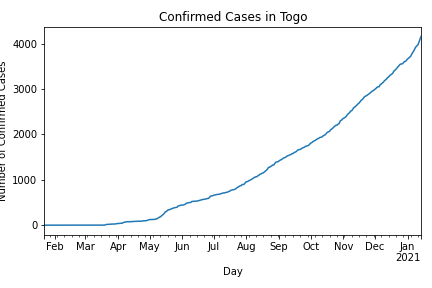 Confirmed Cases in Togo
Number of Confirmed Cases
4000
3000
2000
1000
0
Feb Mar Apr May Jun Jul Aug Sep Oct Nov Dec Jan
2021
Day